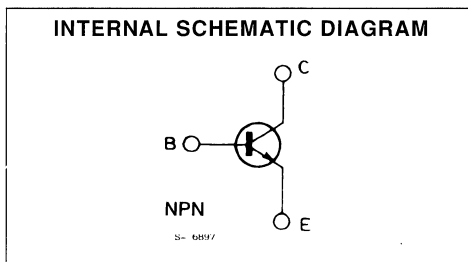 INTERNAL SCHEMATIC DIAGRAM
C
B
NPN
E
S- 6897